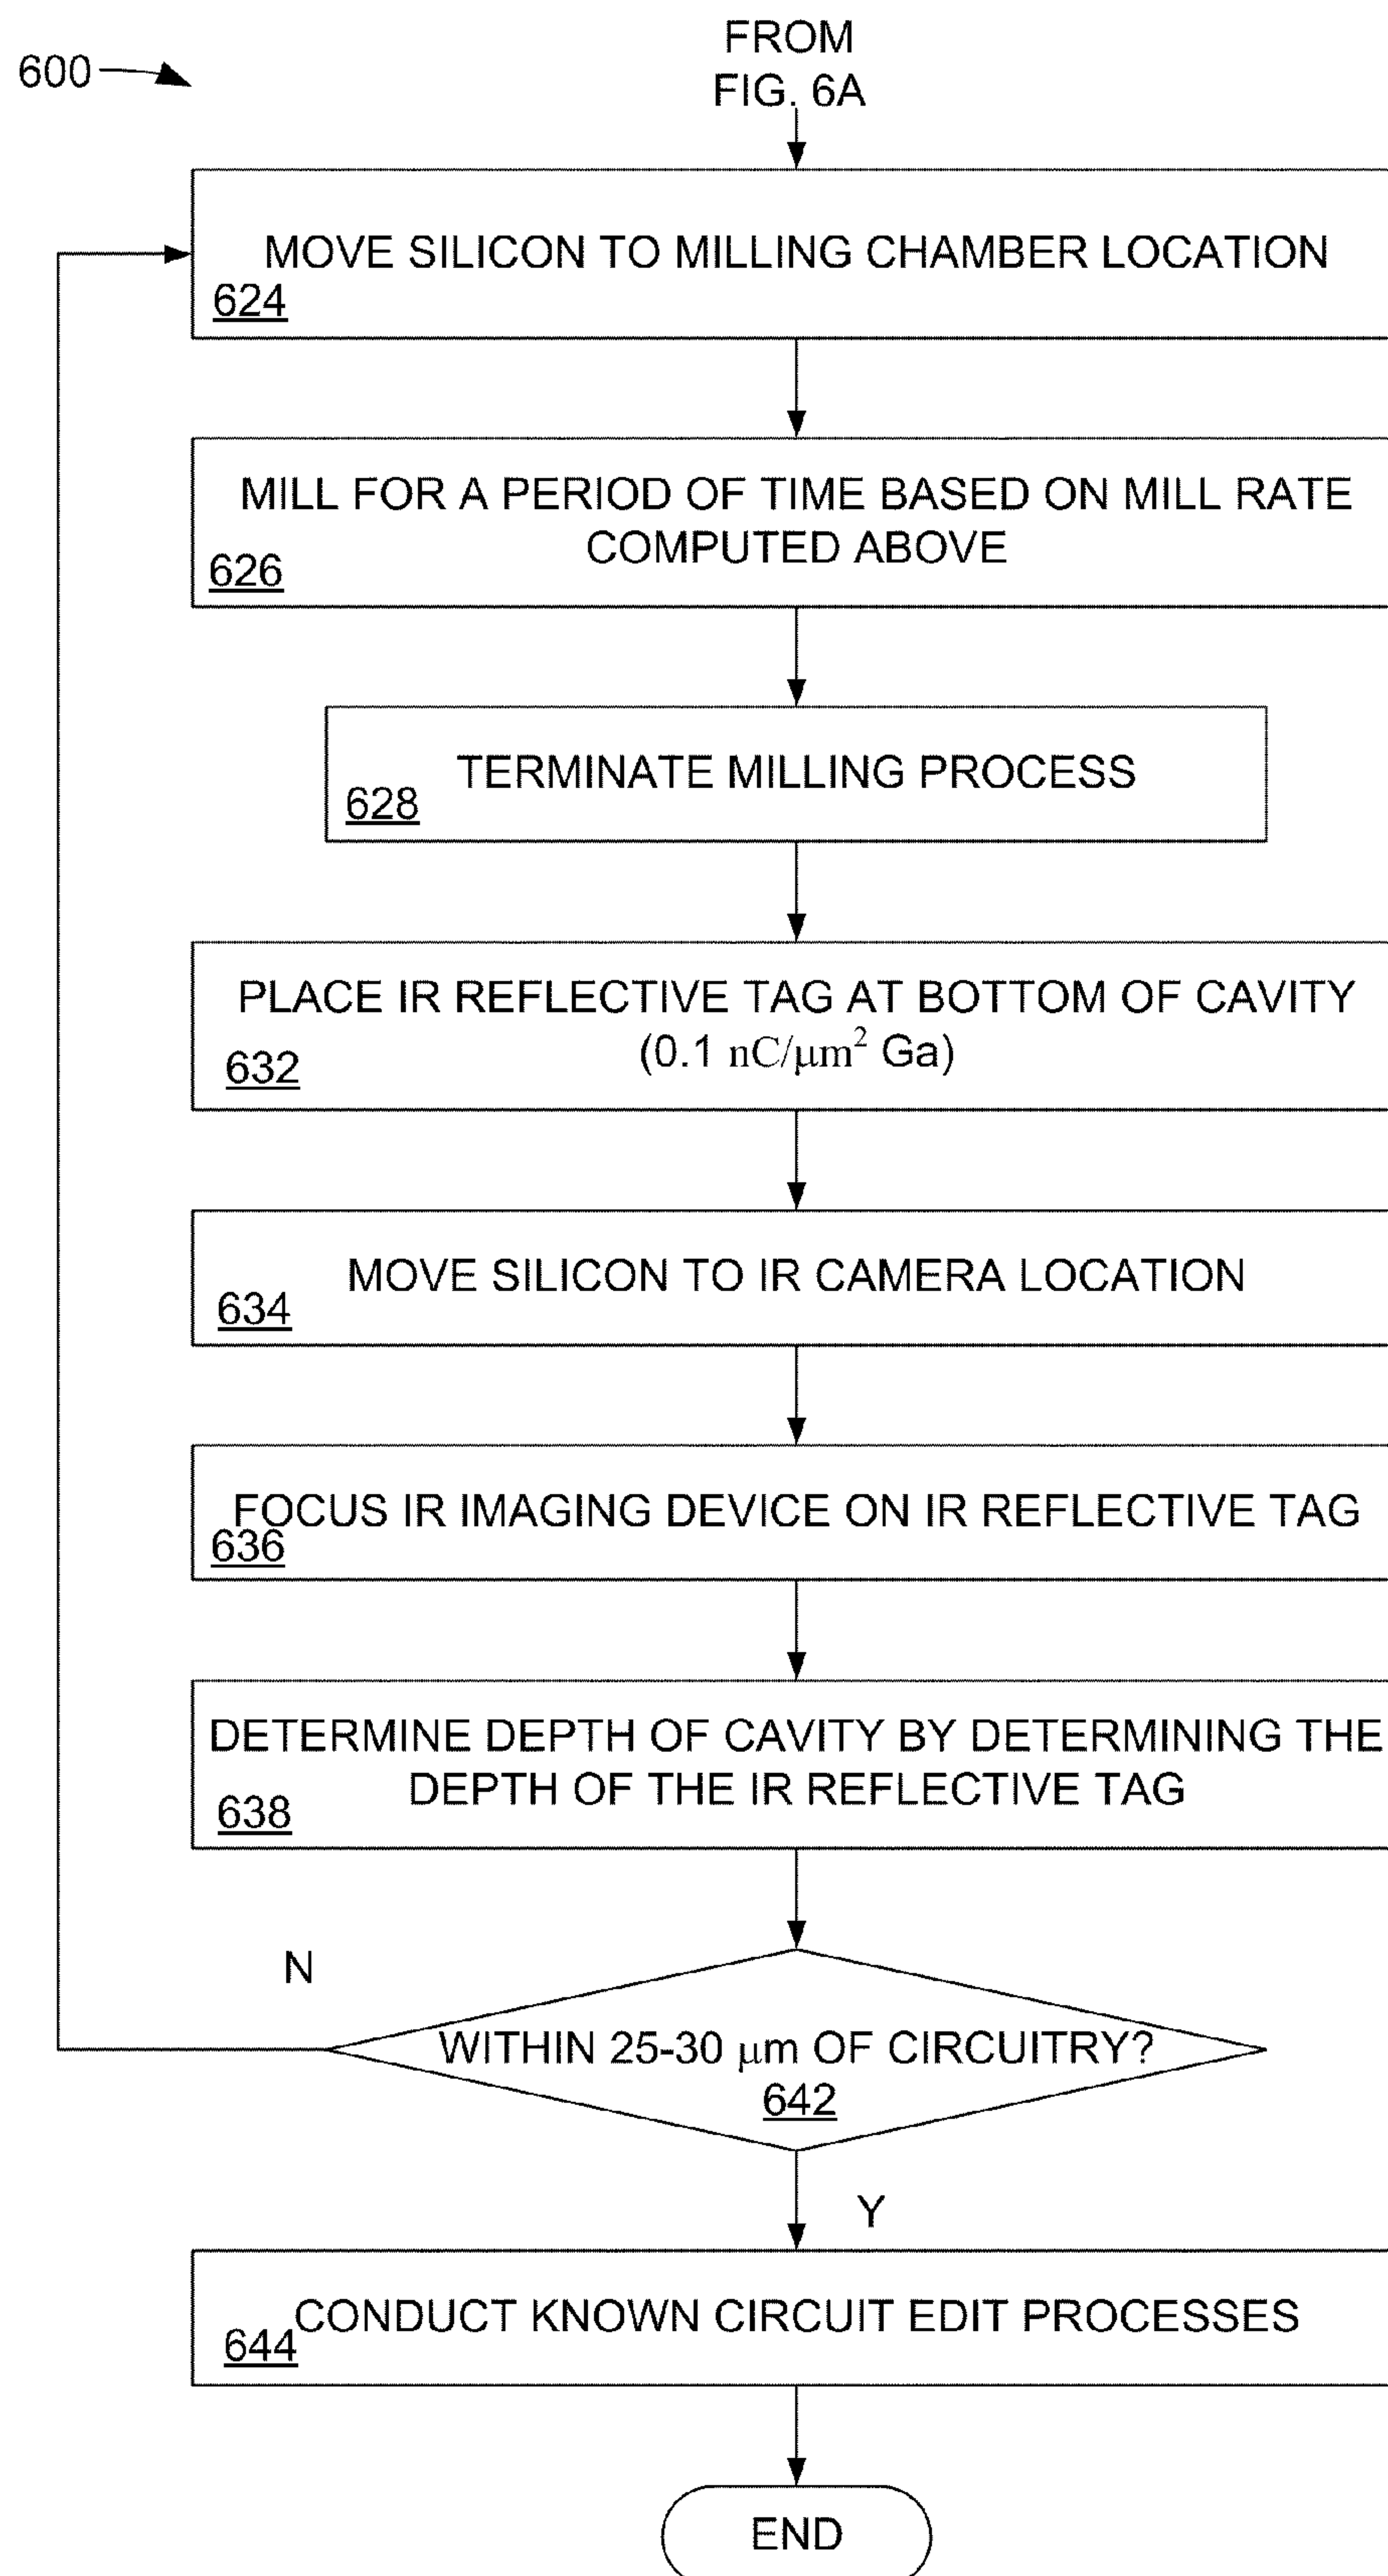 600
FROM
FIG. 6A
MOVE SILICON TO MILLING CHAMBER LOCATION
624
MILL FOR A PERIOD OF TIME BASED ON MILL RATE
COMPUTED ABOVE
626
TERMINATE MILLING PROCESS
628
PLACE IR REFLECTIVE TAG AT BOTTOM OF CAVITY
(0.1 nC/μm² Ga)
632
MOVE SILICON TO IR CAMERA LOCATION
634
FOCUS IR IMAGING DEVICE ON IR REFLECTIVE TAG
636
DETERMINE DEPTH OF CAVITY BY DETERMINING THE
DEPTH OF THE IR REFLECTIVE TAG
638
N
WITHIN 25-30 μm OF CIRCUITRY?
642
Y
CONDUCT KNOWN CIRCUIT EDIT PROCESSES
644
END